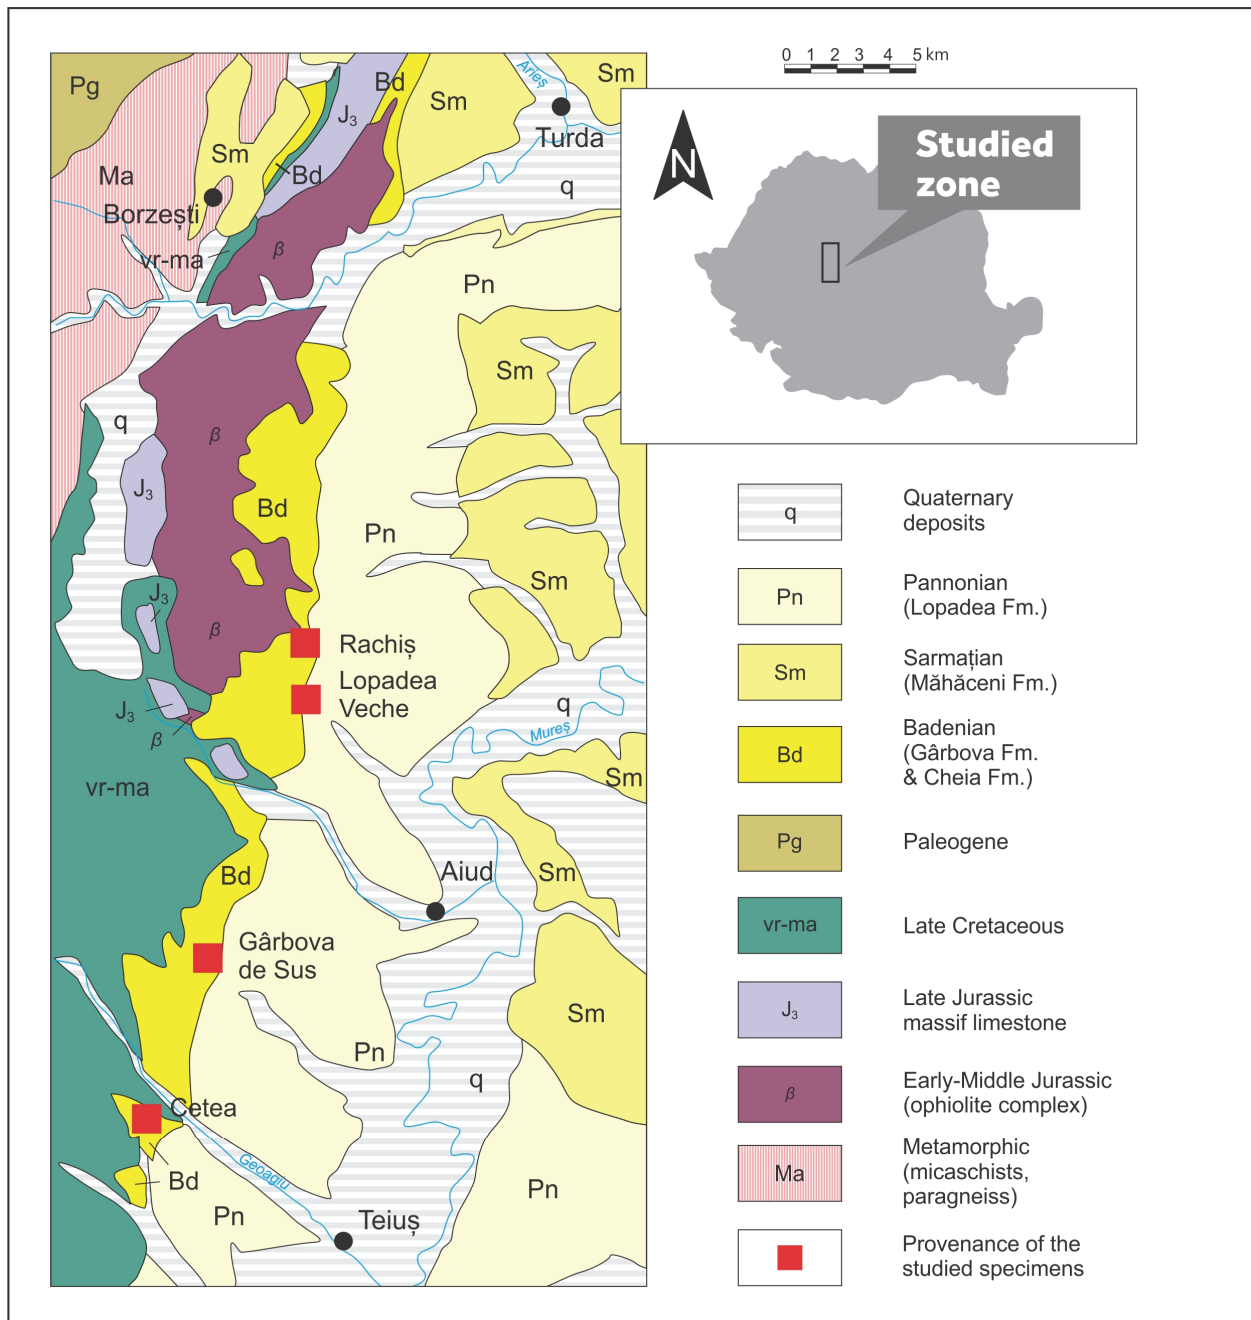 0 1 2 3 4 5 km
Pg
Bd
Sm
Arieș
Sm
J3
Turda
Sm
Ma
Bd
q
Borzești
vr-ma
β
Pn
N
Studied
zone
Sm
q
β
J3
Bd
Pn
Sm
J3
β
Rachiș
Lopadea
Veche
J3
β
q
Mureș
vr-ma
Sm
Bd
Aiud
Sm
Gârbova
de Sus
Sm
Pn
q
Cetea
Geoagiu
Bd
Pn
Pn
Teiuș
q
Quaternary
deposits
Pn
Pannonian
(Lopadea Fm.)
Sm
Sarmațian
(Măhăceni Fm.)
Bd
Badenian
(Gârbova Fm.
& Cheia Fm.)
Pg
Paleogene
vr-ma
Late Cretaceous
J3
Late Jurassic
massif limestone
β
Early-Middle Jurassic
(ophiolite complex)
Ma
Metamorphic
(micaschists,
paragneiss)
Provenance of the
studied specimens